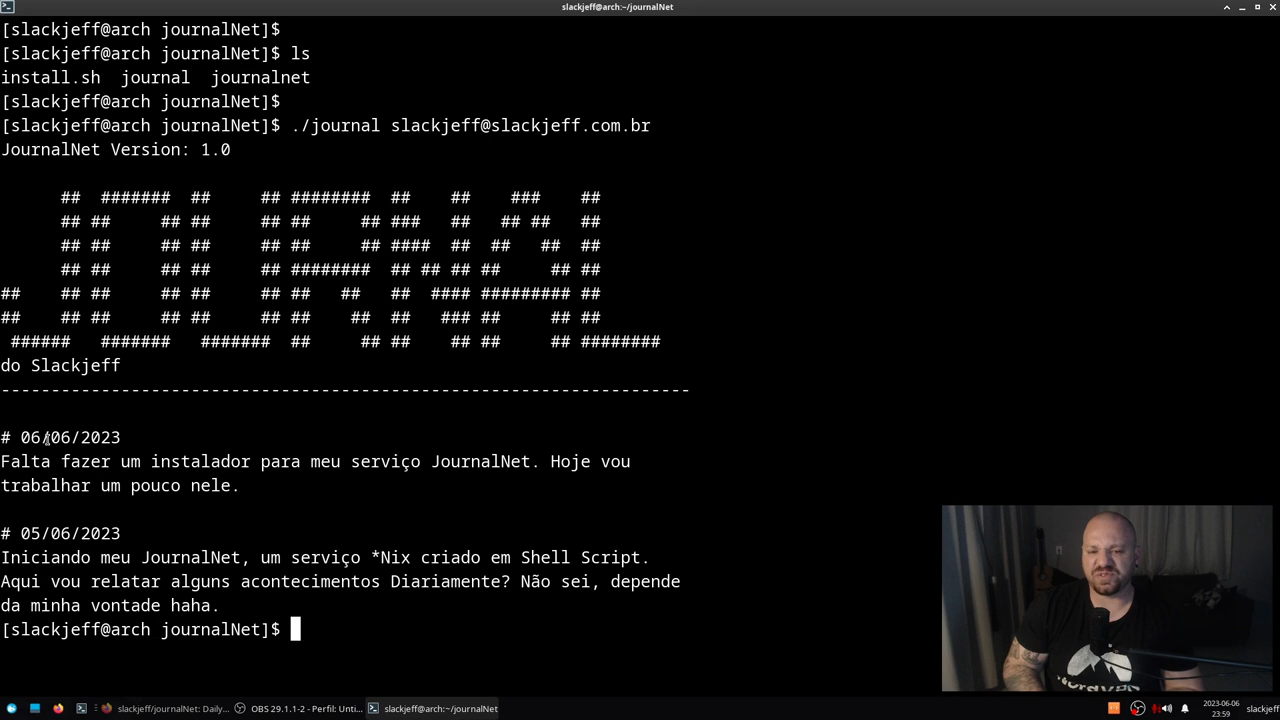 slackjeff@arch:~/journalNet
[slackjeff@arch journalNet]$
[slackjeff@arch journalNet]$ ls
install.sh  journal  journalnet
[slackjeff@arch journalNet]$
[slackjeff@arch journalNet]$ ./journal slackjeff@slackjeff.com.br
JournalNet Version: 1.0
JOURNAL
do Slackjeff
---------------------------------------------------------------------
# 06/06/2023
Falta fazer um instalador para meu serviço JournalNet. Hoje vou
trabalhar um pouco nele.
# 05/06/2023
Iniciando meu JournalNet, um serviço *Nix criado em Shell Script.
Aqui vou relatar alguns acontecimentos Diariamente? Não sei, depende
da minha vontade haha.
[slackjeff@arch journalNet]$
slackjeff/journalNet: Daily...
OBS 29.1.1-2 - Perfil: Unti...
slackjeff@arch:~/journalNet
2023-06-06
23:59
slackjeff